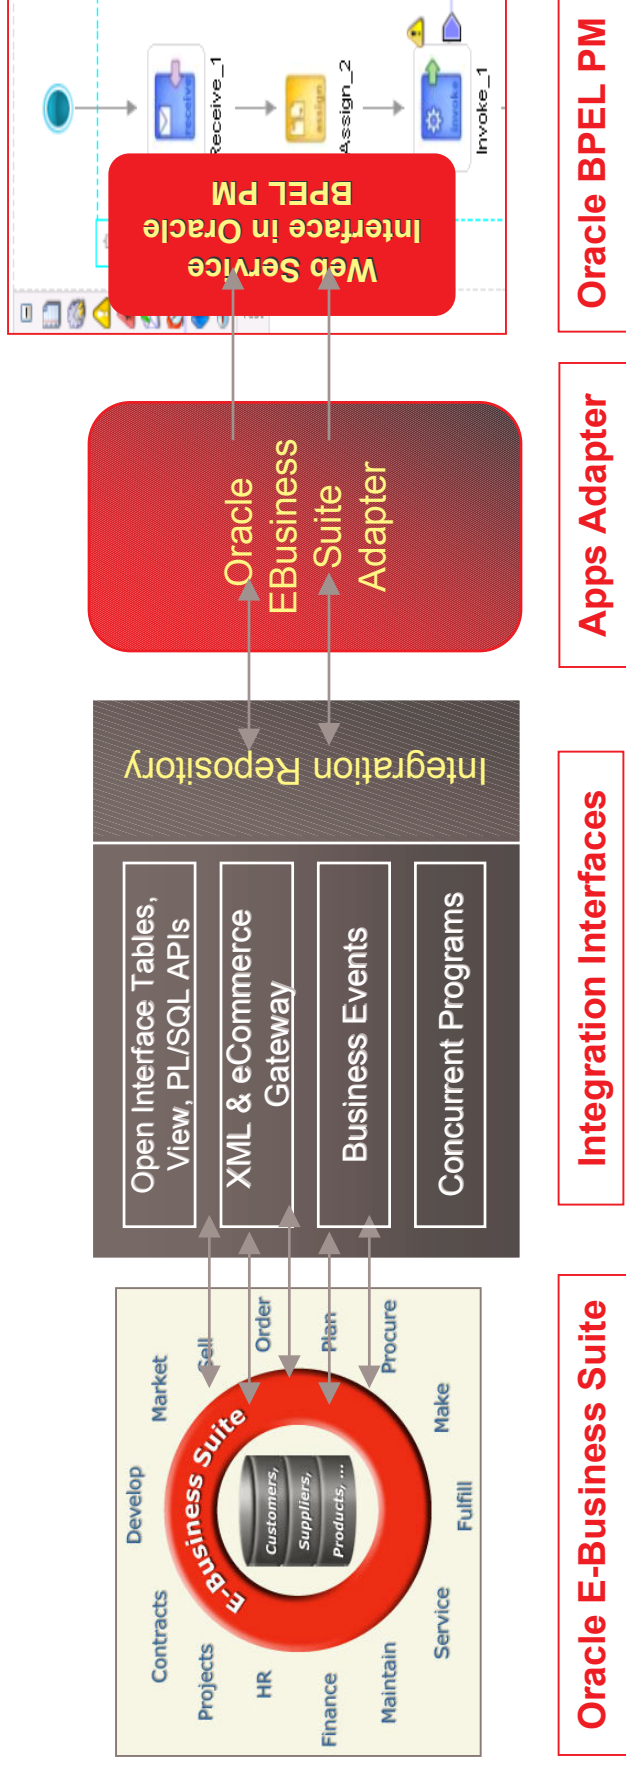 Develop
Market
Contracts
Sell
Projects
Order
HR
Plan
Finance
Procure
Maintain
Make
Service
Fulfill
E-Business Suite
Customers,
Suppliers,
Products, ...
Open Interface Tables,
View, PL/SQL APIs
XML & eCommerce
Gateway
Business Events
Concurrent Programs
Integration Repository
Oracle
EBusiness
Suite
Adapter
Web Service
Interface in Oracle
BPEL PM
receive
Receive_1
assign
Assign_2
invoke
Invoke_1
Oracle E-Business Suite
Integration Interfaces
Apps Adapter
Oracle BPEL PM